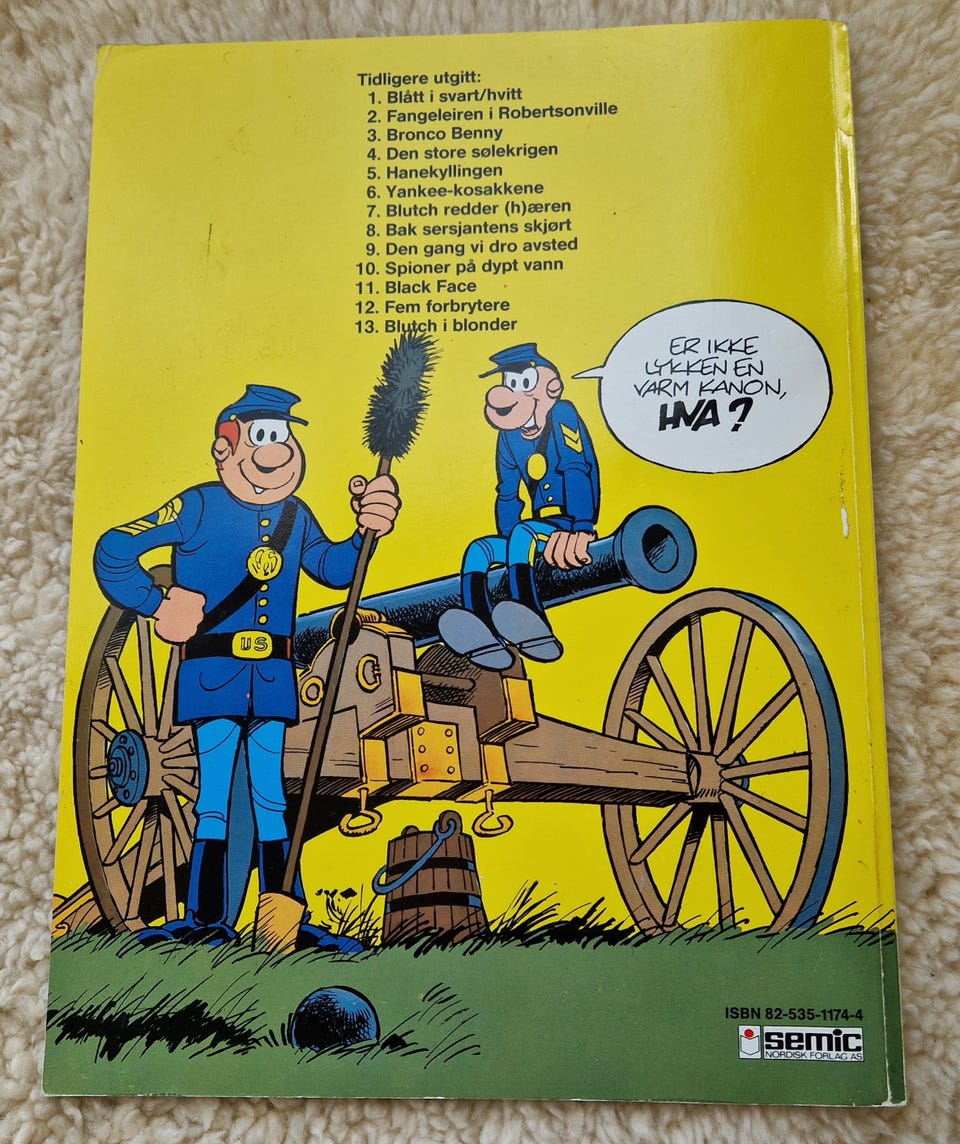 Tidligere utgitt:
1. Blått i svart/hvitt
2. Fangeleiren i Robertsonville
3. Bronco Benny
4. Den store sølekrigen
5. Hanekyllingen
6. Yankee-kosakkene
7. Blutch redder (h)æren
8. Bak sersjantens skjørt
9. Den gang vi dro avsted
10. Spioner på dypt vann
11. Black Face
12. Fem forbrytere
13. Blutch i blonder
ER IKKE
LYKKEN EN
VARM KANON,
HVA?
US
US
ISBN 82-535-1174-4
semic
NORDISK FORLAG AS